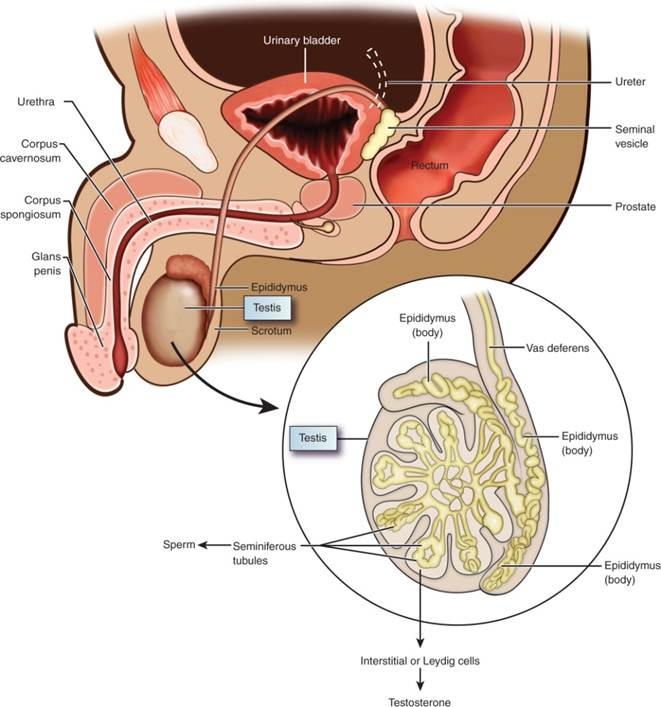 Urinary bladder
Ureter
Urethra
Seminal
vesicle
Corpus
cavernosum
Rectum
Corpus
spongiosum
Prostate
Glans
penis
Epididymus
Testis
Scrotum
Epididymus
(body)
Vas deferens
Testis
Epididymus
(body)
Sperm
Seminiferous
tubules
Epididymus
(body)
Interstitial or Leydig cells
Testosterone